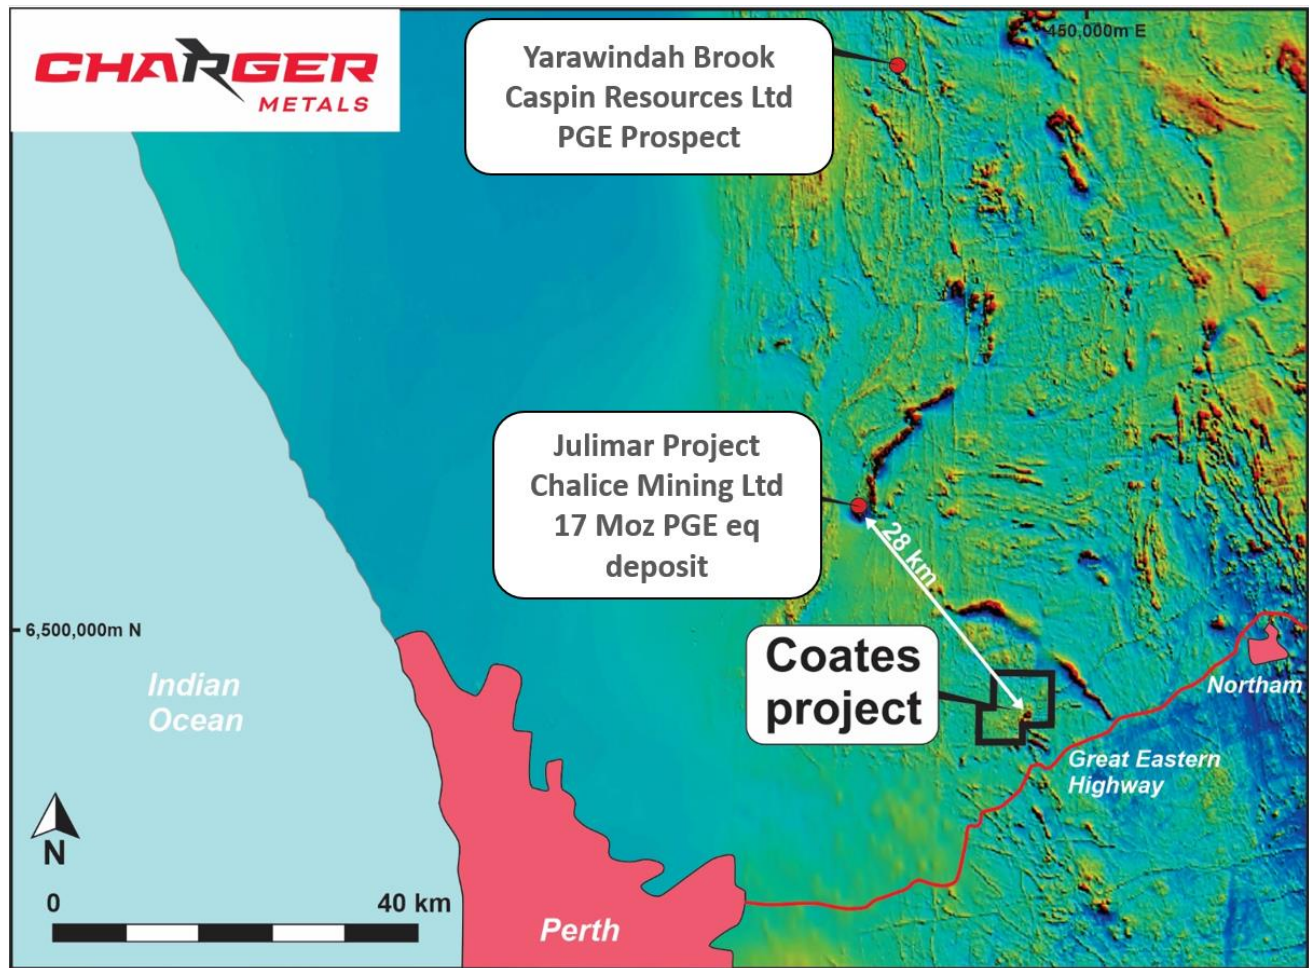 CHARGER
METALS
450,000m E
Yarawindah Brook
Caspin Resources Ltd
PGE Prospect
Julimar Project
Chalice Mining Ltd
17 Moz PGE eq
deposit
28 km
6,500,000m N
Coates
project
Indian
Ocean
Northam
Great Eastern
Highway
N
0
40 km
Perth